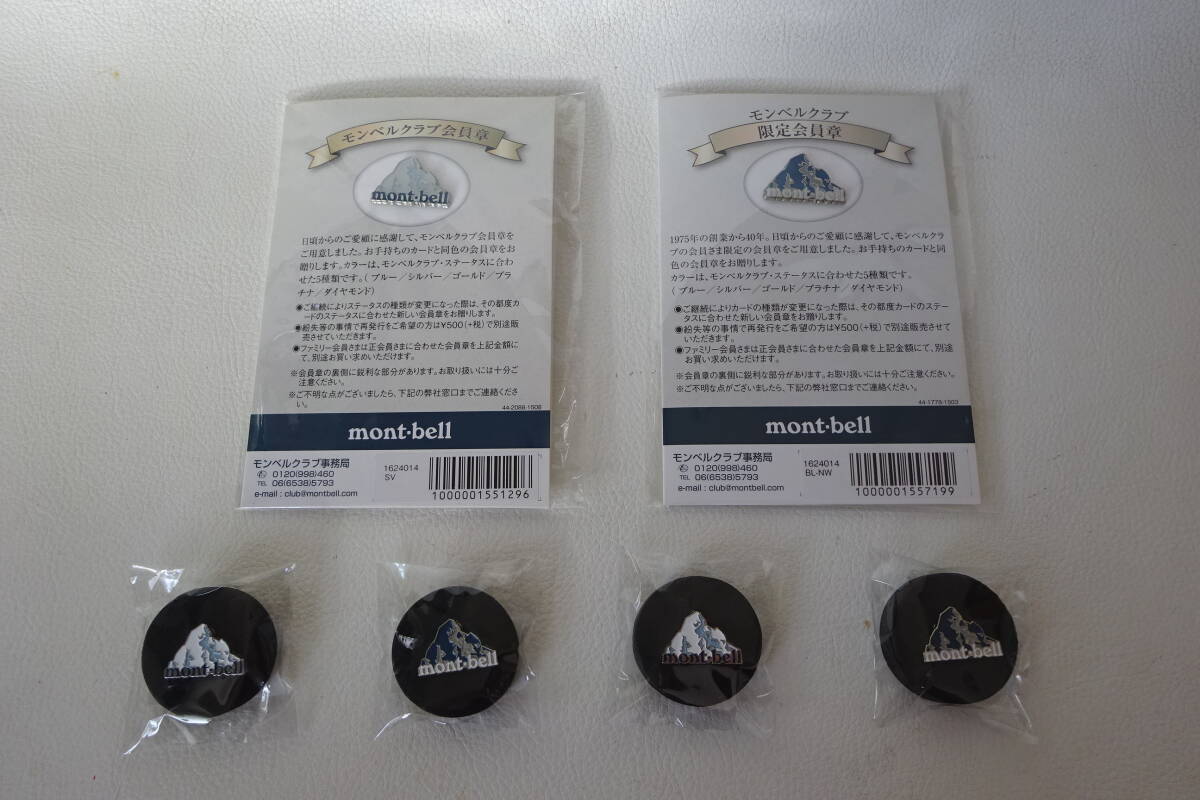 モンベルクラブ会員章
mont·bell
日頃からのご愛顧に感謝して、モンベルクラブ会員章を
ご用意しました。お手持ちのカードと同色の会員章をお
贈りします。カラーは、モンベルクラブ・ステータスに合わ
せた5種類です。(ブルー/シルバー/ゴールド/プラ
チナ/ダイヤモンド)
●ご継続によりステータスの種類が変更になった際は、その都度カ
ードのステータスに合わせた新しい会員章をお贈りします。
●紛失等の事情で再発行をご希望の方は¥500(+税)で別途販
売させていただきます。
●ファミリー会員さまは正会員さまに合わせた会員章を上記金額に
て、別途お買い求めいただけます。
※会員章の裏側に鋭利な部分があります。お取り扱いには十分ご
注意ください。
※ご不明な点がございましたら、下記の弊社窓口までご連絡くださ
い。
44-2088-1508
mont·bell
モンベルクラブ事務局
0120(998)460
TEL 06(6538)5793
e-mail : club@montbell.com
1624014
SV
1000001551296
モンベルクラブ
限定会員章
mont·bell
1975年の創業から40年。日頃からのご愛顧に感謝して、モンベルクラ
ブの会員さま限定の会員章をご用意しました。お手持ちのカードと同
色の会員章をお贈りします。
カラーは、モンベルクラブ・ステータスに合わせた5種類です。
(ブルー/シルバー/ゴールド/プラチナ/ダイヤモンド)
●ご継続によりカードの種類が変更になった際は、その都度カードのステー
タスに合わせた新しい会員章をお贈りします。
●紛失等の事情で再発行をご希望の方は¥500(+税)で別途販売させて
いただきます。
●ファミリー会員さまは正会員さまに合わせた会員章を上記金額にて、別途
お買い求めいただけます。
※会員章の裏側に鋭利な部分があります。お取り扱いには十分ご注意ください。
※ご不明な点がございましたら、下記の弊社窓口までご連絡ください。
44-1778-1503
mont·bell
モンベルクラブ事務局
0120(998)460
TEL 06(6538)5793
e-mail : club@montbell.com
1624014
BL-NW
1000001557199
mont·bell
mont·bell
mont·bell
mont·bell